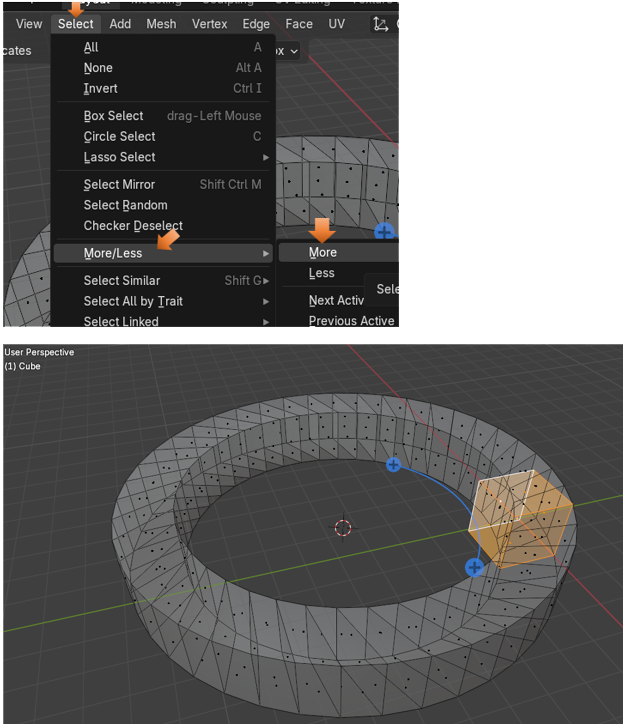 View Select Add Mesh Vertex Edge Face UV
All A
None Alt A
Invert Ctrl I
Box Select drag-Left Mouse
Circle Select C
Lasso Select
Select Mirror Shift Ctrl M
Select Random
Checker Deselect
More/Less
More
Less
Select Similar Shift G
Select All by Trait
Next Activ
Select Linked
Previous Active
User Perspective
(1) Cube